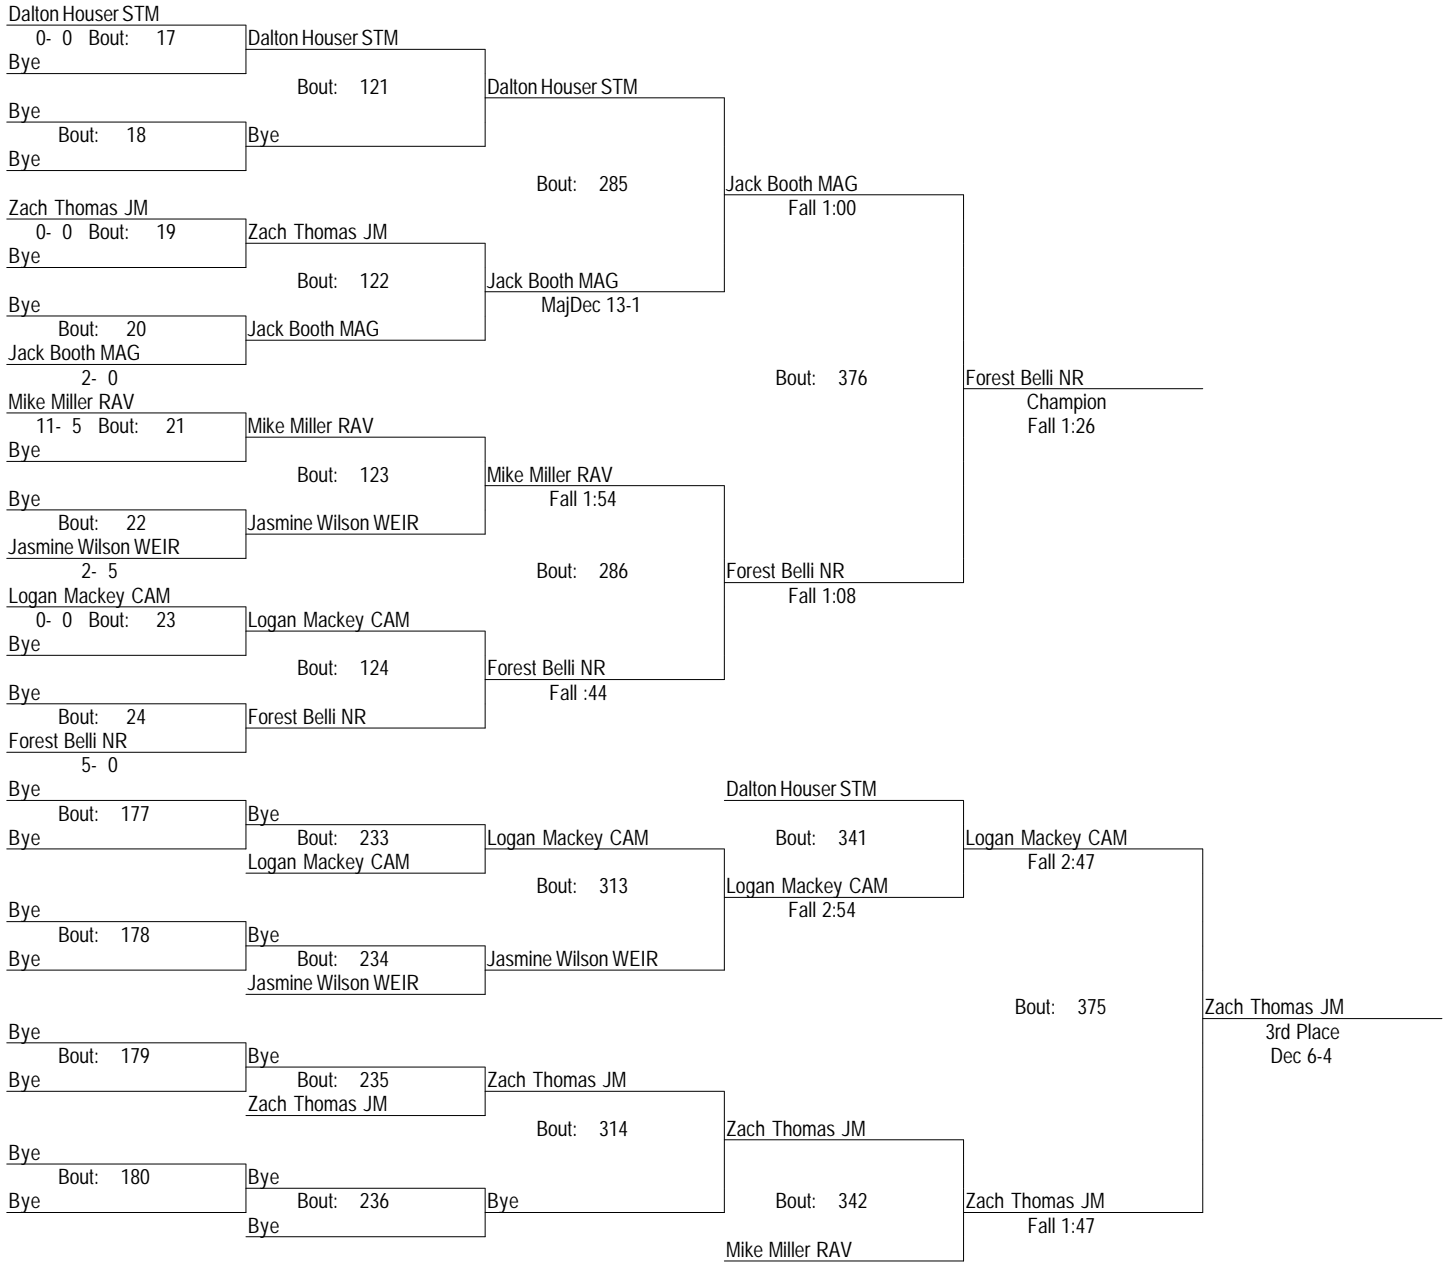 Dalton Houser STM
0- 0 Bout: 17 Dalton Houser STM
Bye
Bout: 121 Dalton Houser STM
Bye
Bout: 18 Bye
Bye
Bout: 285 Jack Booth MAG
Zach Thomas JM Fall 1:00
0- 0 Bout: 19 Zach Thomas JM
Bye
Bout: 122 Jack Booth MAG
Bye MajDec 13-1
Bout: 20 Jack Booth MAG
Jack Booth MAG
2- 0 Bout: 376 Forest Belli NR
Mike Miller RAV Champion
11- 5 Bout: 21 Mike Miller RAV Fall 1:26
Bye
Bout: 123 Mike Miller RAV
Bye Fall 1:54
Bout: 22 Jasmine Wilson WEIR
Jasmine Wilson WEIR
2- 5 Bout: 286 Forest Belli NR
Logan Mackey CAM Fall 1:08
0- 0 Bout: 23 Logan Mackey CAM
Bye
Bout: 124 Forest Belli NR
Bye Fall :44
Bout: 24 Forest Belli NR
Forest Belli NR
5- 0
Bye Dalton Houser STM
Bout: 177 Bye
Bye Bout: 233 Logan Mackey CAM Bout: 341 Logan Mackey CAM
Logan Mackey CAM Fall 2:47
Bout: 313 Logan Mackey CAM
Bye Fall 2:54
Bout: 178 Bye
Bye Bout: 234 Jasmine Wilson WEIR
Jasmine Wilson WEIR
Bout: 375 Zach Thomas JM
Bye 3rd Place
Bout: 179 Bye Dec 6-4
Bye Bout: 235 Zach Thomas JM
Zach Thomas JM
Bout: 314 Zach Thomas JM
Bye
Bout: 180 Bye
Bye Bout: 236 Bye Bout: 342 Zach Thomas JM
Bye Fall 1:47
Mike Miller RAV